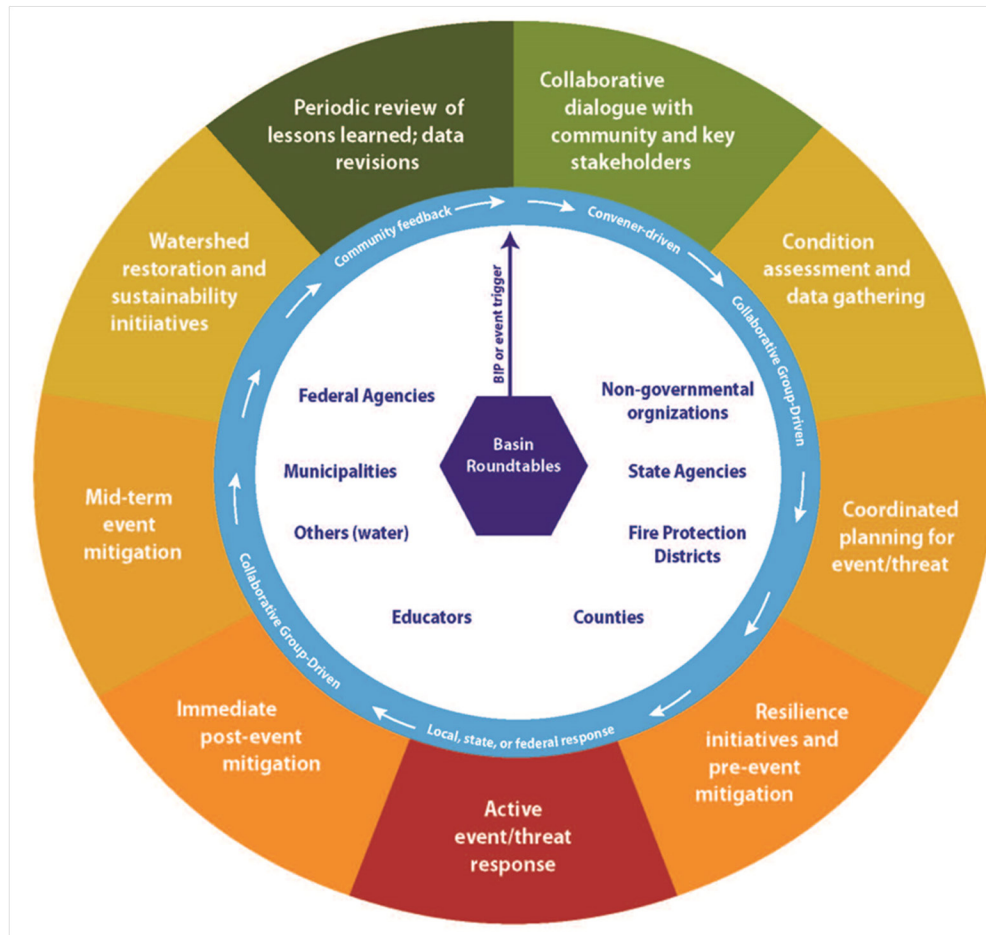 Periodic review of
lessons learned; data
revisions
Collaborative
dialogue with
community and key
stakeholders
Condition
assessment and
data gathering
Coordinated
planning for
event/threat
Resilience
initiatives and
pre-event
mitigation
Active
event/threat
response
Immediate
post-event
mitigation
Mid-term
event
mitigation
Watershed
restoration and
sustainability
initiiatives
Community feedback
Convener-driven
Collaborative Group-Driven
Local, state, or federal response
Collaborative Group-Driven
BIP or event trigger
Basin
Roundtables
Federal Agencies
Municipalities
Others (water)
Educators
Non-governmental
orgnizations
State Agencies
Fire Protection
Districts
Counties